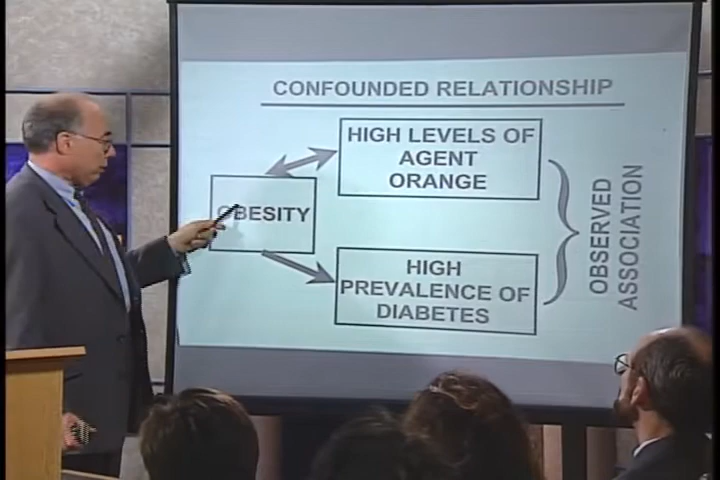 CONFOUNDED RELATIONSHIP
HIGH LEVELS OF
AGENT
ORANGE
OBESITY
HIGH
PREVALENCE OF
DIABETES
OBSERVED
ASSOCIATION